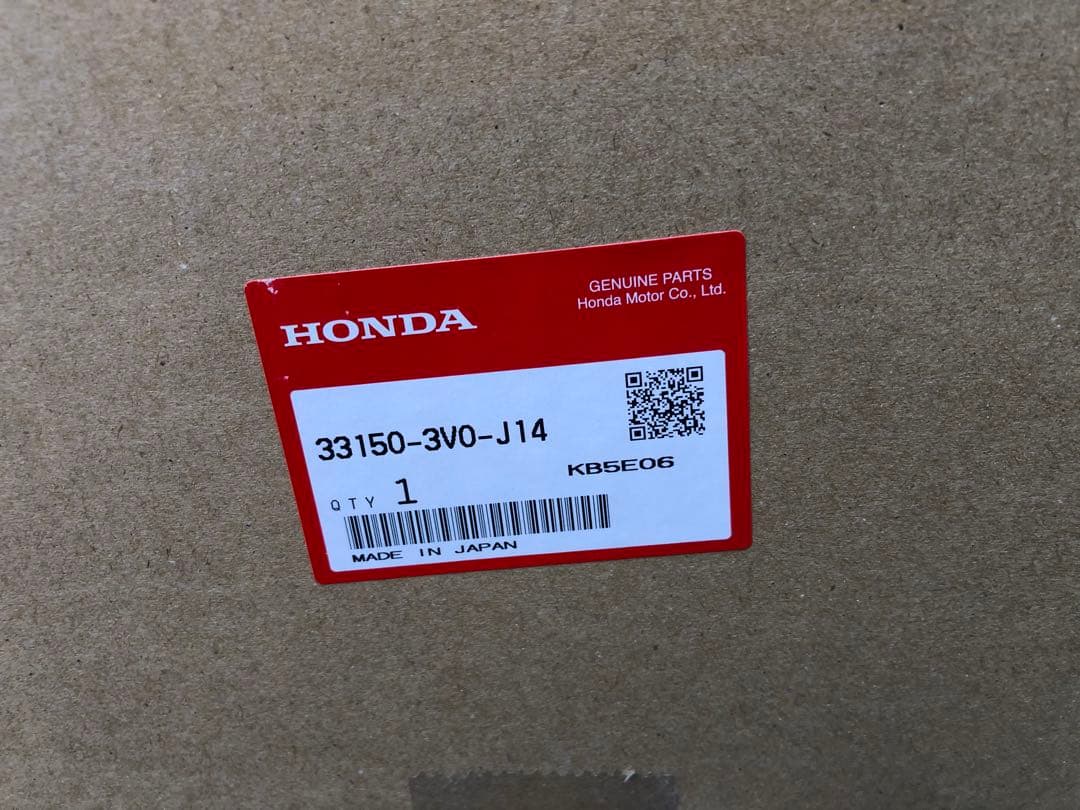 GENUINE PARTS
Honda Motor Co., Ltd.
HONDA
33150-3V0-J14
KB5E06
QTY 1
MADE IN JAPAN